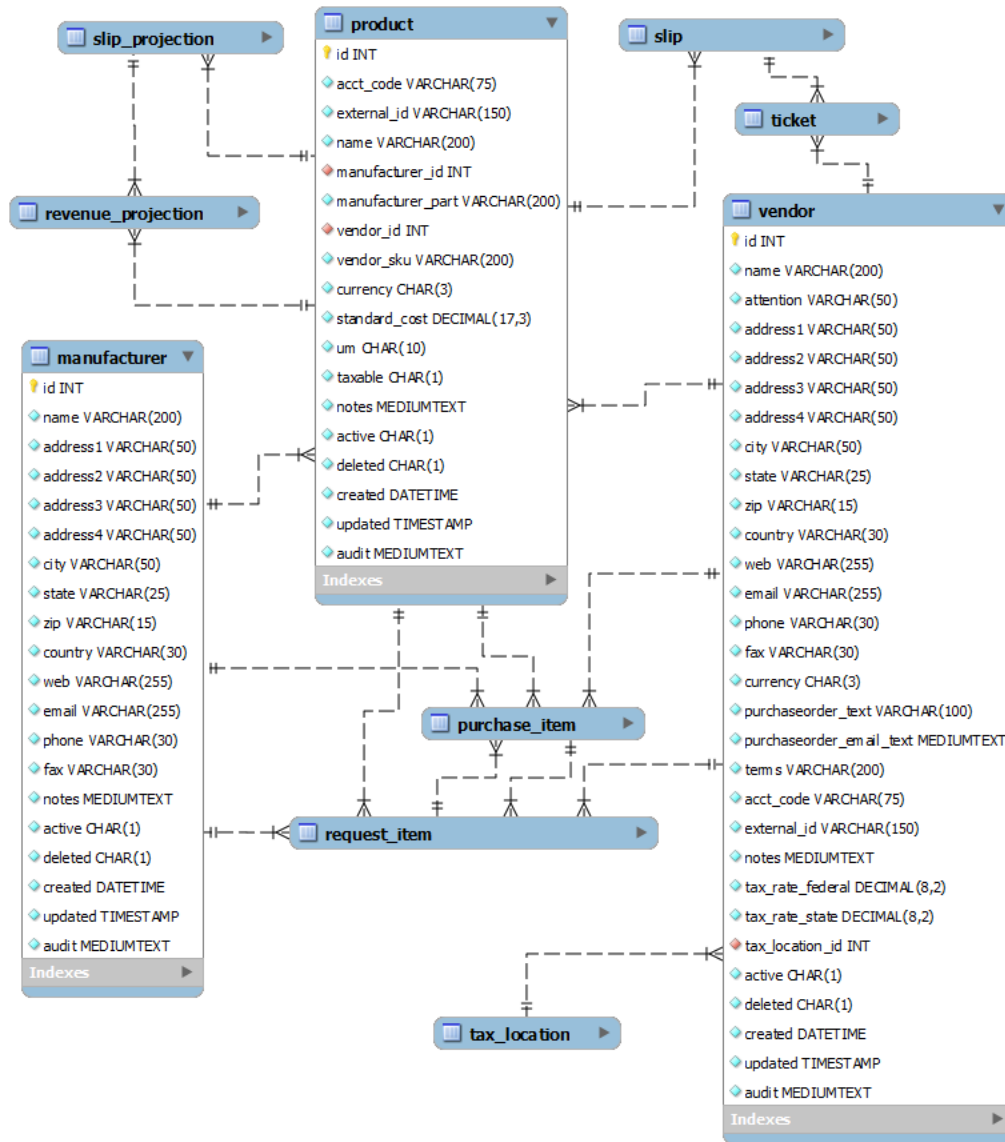 slip_projection
product
id INT
acct_code VARCHAR(75)
external_id VARCHAR(150)
name VARCHAR(200)
manufacturer_id INT
manufacturer_part VARCHAR(200)
vendor_id INT
vendor_sku VARCHAR(200)
currency CHAR(3)
standard_cost DECIMAL(17,3)
um CHAR(10)
taxable CHAR(1)
notes MEDIUMTEXT
active CHAR(1)
deleted CHAR(1)
created DATETIME
updated TIMESTAMP
audit MEDIUMTEXT
Indexes
slip
ticket
revenue_projection
vendor
id INT
name VARCHAR(200)
attention VARCHAR(50)
address1 VARCHAR(50)
address2 VARCHAR(50)
address3 VARCHAR(50)
address4 VARCHAR(50)
city VARCHAR(50)
state VARCHAR(25)
zip VARCHAR(15)
country VARCHAR(30)
web VARCHAR(255)
email VARCHAR(255)
phone VARCHAR(30)
fax VARCHAR(30)
currency CHAR(3)
purchaseorder_text VARCHAR(100)
purchaseorder_email_text MEDIUMTEXT
terms VARCHAR(200)
acct_code VARCHAR(75)
external_id VARCHAR(150)
notes MEDIUMTEXT
tax_rate_federal DECIMAL(8,2)
tax_rate_state DECIMAL(8,2)
tax_location_id INT
active CHAR(1)
deleted CHAR(1)
created DATETIME
updated TIMESTAMP
audit MEDIUMTEXT
Indexes
manufacturer
id INT
name VARCHAR(200)
address1 VARCHAR(50)
address2 VARCHAR(50)
address3 VARCHAR(50)
address4 VARCHAR(50)
city VARCHAR(50)
state VARCHAR(25)
zip VARCHAR(15)
country VARCHAR(30)
web VARCHAR(255)
email VARCHAR(255)
phone VARCHAR(30)
fax VARCHAR(30)
notes MEDIUMTEXT
active CHAR(1)
deleted CHAR(1)
created DATETIME
updated TIMESTAMP
audit MEDIUMTEXT
Indexes
purchase_item
request_item
tax_location